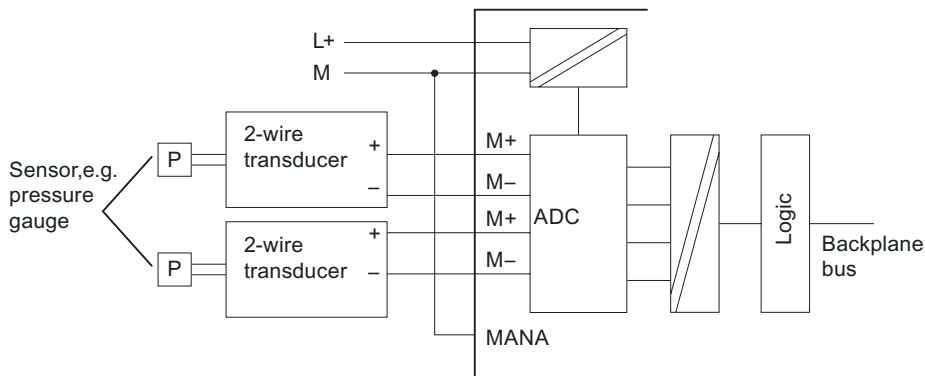 L+
M
Sensor,e.g.
pressure
gauge
P
2-wire
transducer
+
–
M+
M–
P
2-wire
transducer
+
–
M+
M–
ADC
Logic
Backplane
bus
MANA